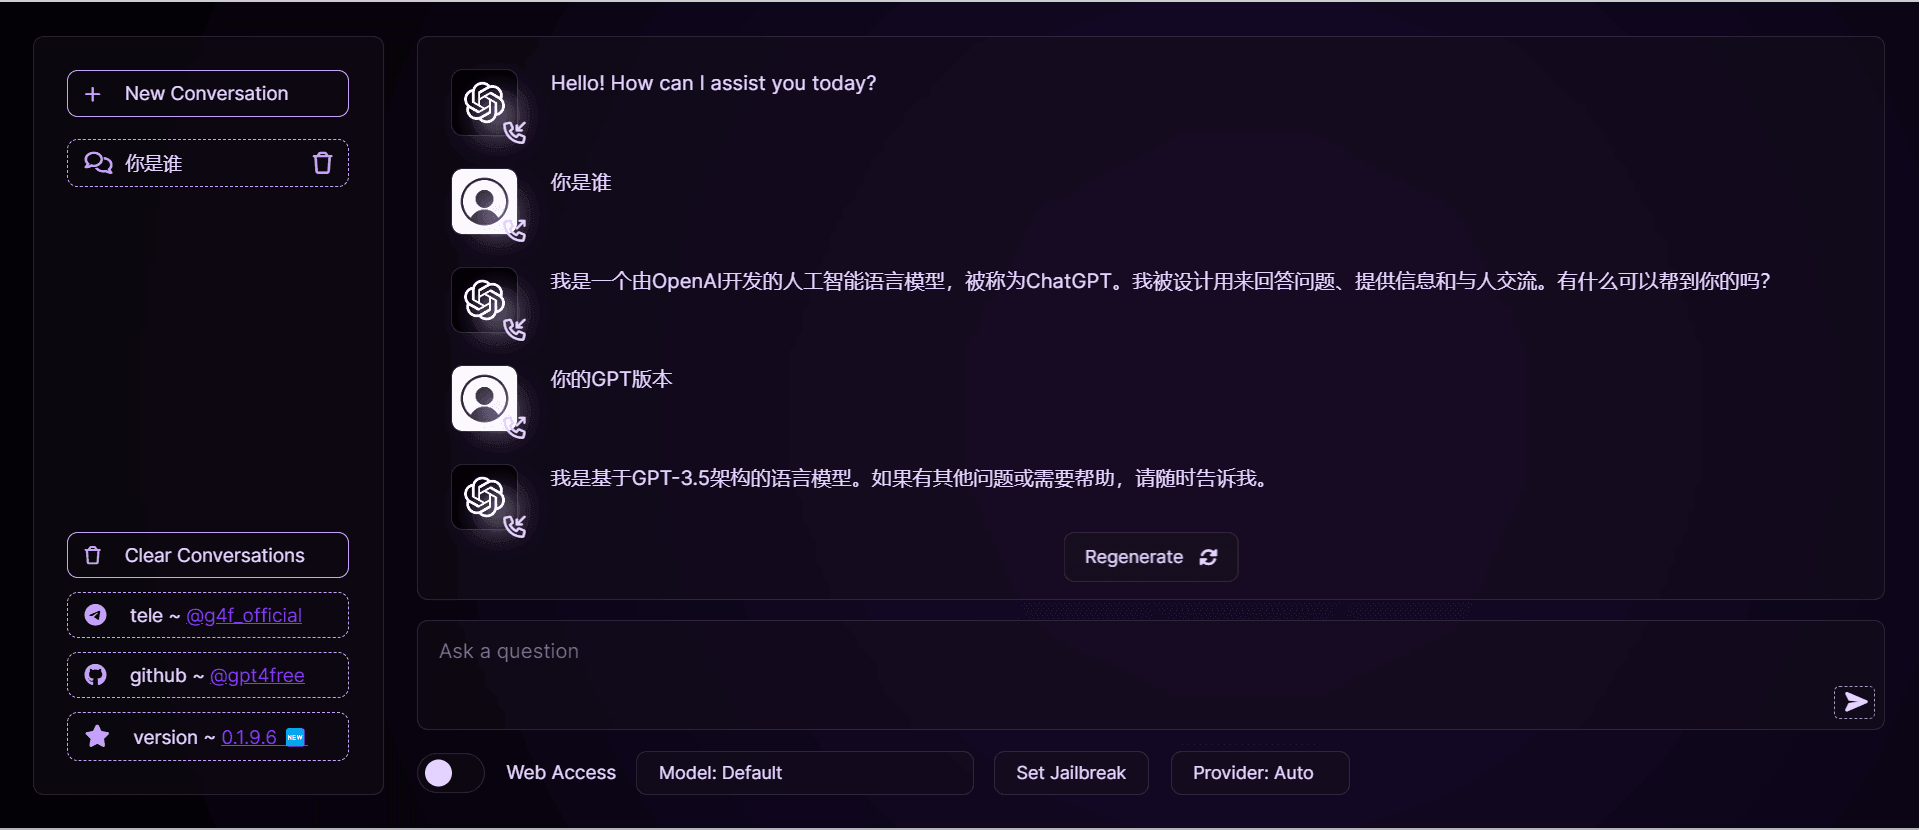 New Conversation
你是谁
Clear Conversations
tele ~ @g4f_official
github ~ @gpt4free
version ~ 0.1.9.6 NEW
Hello! How can I assist you today?
你是谁
我是一个由OpenAI开发的人工智能语言模型，被称为ChatGPT。我被设计用来回答问题、提供信息和与人交流。有什么可以帮到你的吗？
你的GPT版本
我是基于GPT-3.5架构的语言模型。如果有其他问题或需要帮助，请随时告诉我。
Regenerate
Ask a question
Web Access
Model: Default
Set Jailbreak
Provider: Auto